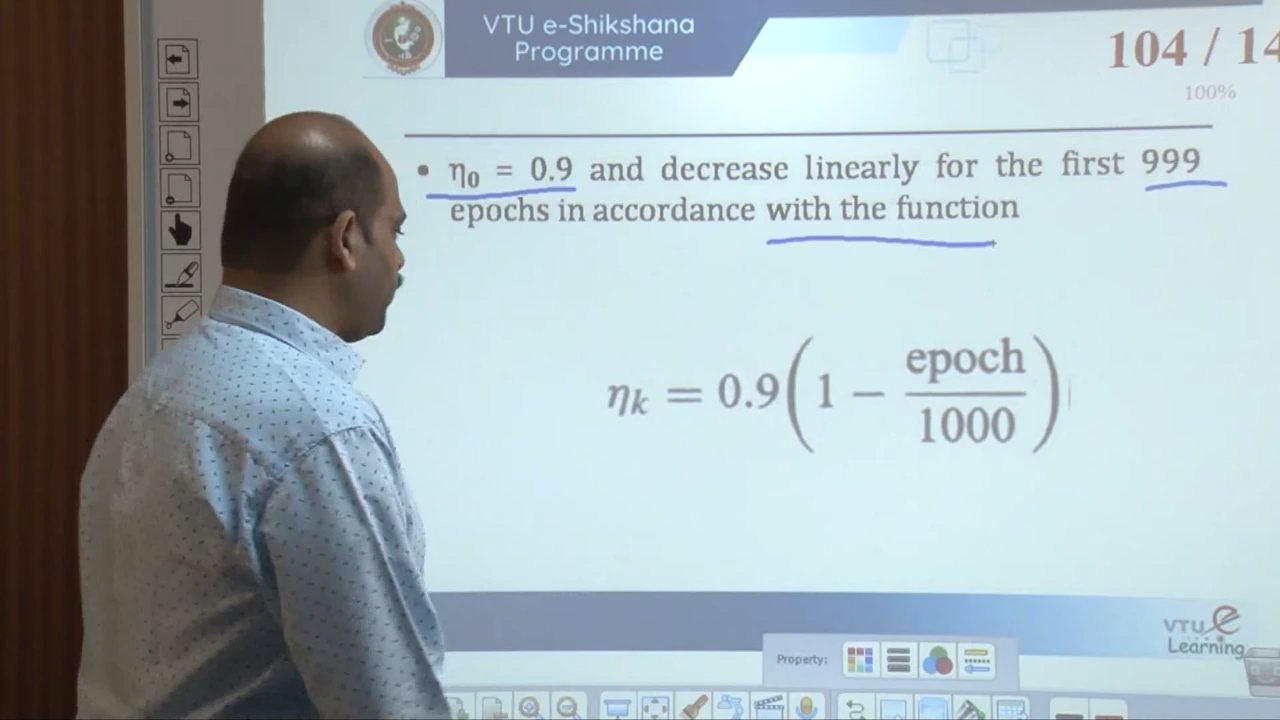 VTU e-Shikshana
Programme
104 / 14
100%
• η₀ = 0.9 and decrease linearly for the first 999
epochs in accordance with the function
ηₖ = 0.9(1 − epoch/1000)
VTU e
Learning
Property: